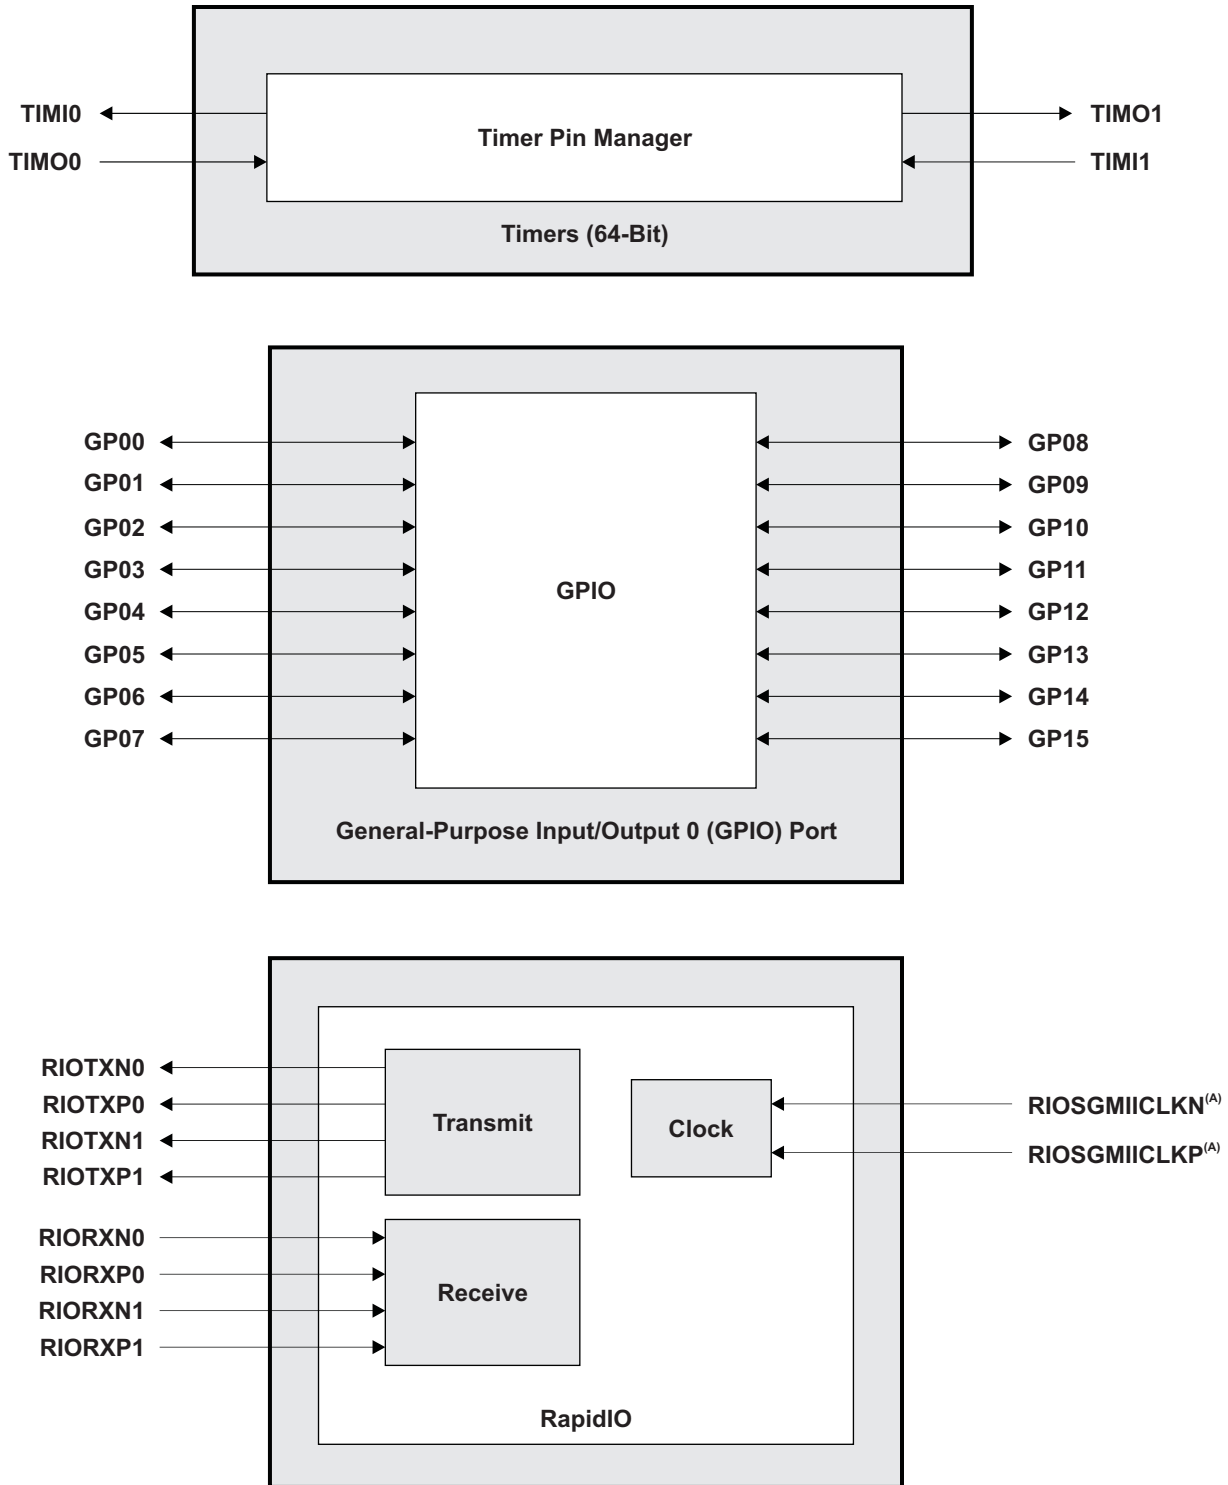 TIMI0
TIMO0
Timer Pin Manager
TIMO1
TIMI1
Timers (64-Bit)
GP00
GP01
GP02
GP03
GP04
GP05
GP06
GP07
GPIO
GP08
GP09
GP10
GP11
GP12
GP13
GP14
GP15
General-Purpose Input/Output 0 (GPIO) Port
RIOTXN0
RIOTXP0
RIOTXN1
RIOTXP1
Transmit
Clock
RIOSGMIICLKN(A)
RIOSGMIICLKP(A)
RIORXN0
RIORXP0
RIORXN1
RIORXP1
Receive
RapidIO